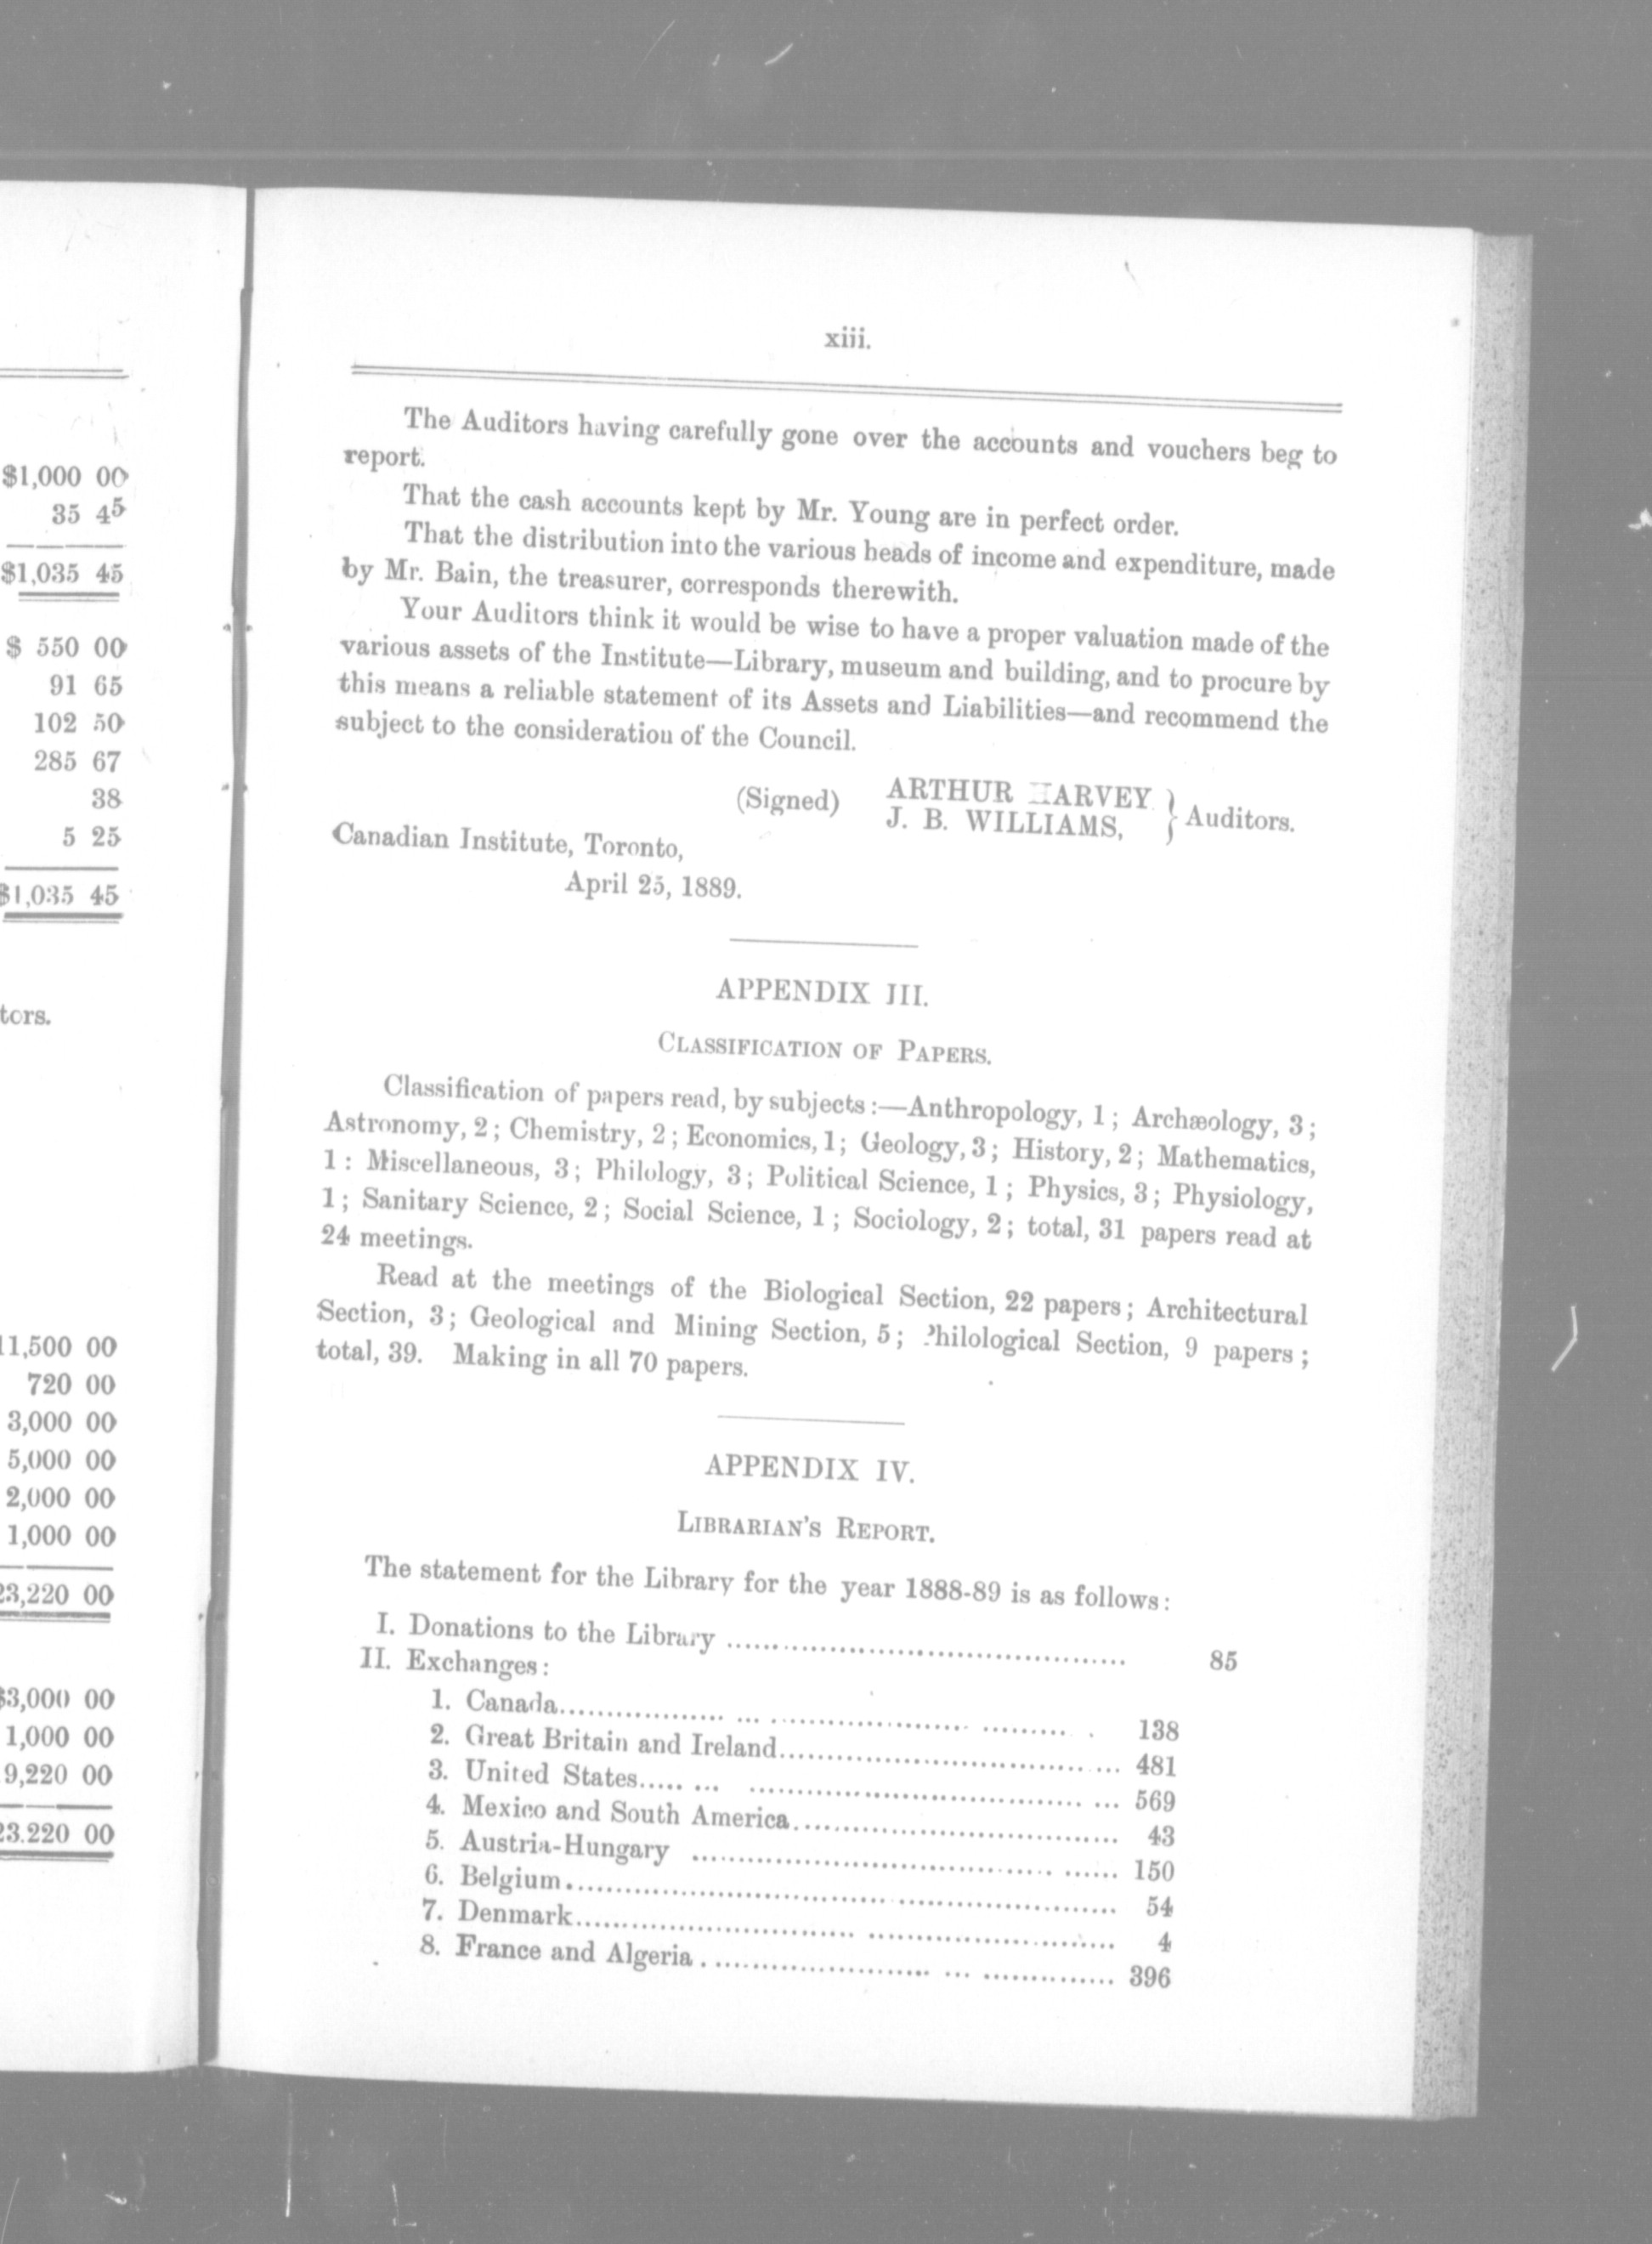 $1,000 00
35 45
$1,035 45
$ 550 00
91 65
102 50
285 67
38
5 25
$1,035 45
tors.
11,500 00
720 00
3,000 00
5,000 00
2,000 00
1,000 00
23,220 00
$3,000 00
1,000 00
9,220 00
23.220 00
xiii.
The Auditors having carefully gone over the accounts and vouchers beg to
report.
That the cash accounts kept by Mr. Young are in perfect order.
That the distribution into the various heads of income and expenditure, made
by Mr. Bain, the treasurer, corresponds therewith.
Your Auditors think it would be wise to have a proper valuation made of the
various assets of the Institute—Library, museum and building, and to procure by
this means a reliable statement of its Assets and Liabilities—and recommend the
subject to the consideration of the Council.
(Signed) ARTHUR HARVEY } Auditors.
J. B. WILLIAMS,
Canadian Institute, Toronto,
April 25, 1889.
APPENDIX III.
CLASSIFICATION OF PAPERS.
Classification of papers read, by subjects :—Anthropology, 1 ; Archæology, 3 ;
Astronomy, 2 ; Chemistry, 2 ; Economics, 1 ; Geology, 3 ; History, 2 ; Mathematics,
1 : Miscellaneous, 3 ; Philology, 3 ; Political Science, 1 ; Physics, 3 ; Physiology,
1 ; Sanitary Science, 2 ; Social Science, 1 ; Sociology, 2 ; total, 31 papers read at
24 meetings.
Read at the meetings of the Biological Section, 22 papers ; Architectural
Section, 3 ; Geological and Mining Section, 5 ; Philological Section, 9 papers ;
total, 39. Making in all 70 papers.
APPENDIX IV.
LIBRARIAN'S REPORT.
The statement for the Library for the year 1888-89 is as follows :
I. Donations to the Library ........................................... 85
II. Exchanges :
1. Canada........................................................ 138
2. Great Britain and Ireland..................................... 481
3. United States................................................. 569
4. Mexico and South America...................................... 43
5. Austria-Hungary .............................................. 150
6. Belgium....................................................... 54
7. Denmark....................................................... 4
8. France and Algeria............................................ 396